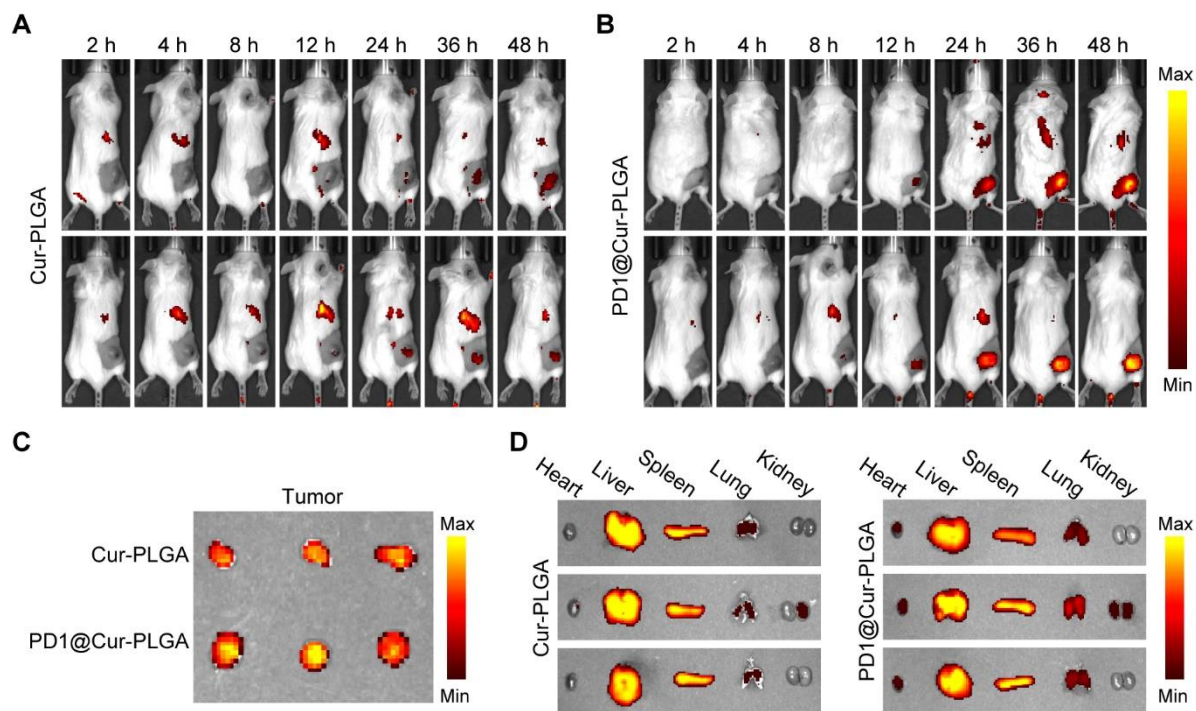 A
2 h 4 h 8 h 12 h 24 h 36 h 48 h
Cur-PLGA
B
2 h 4 h 8 h 12 h 24 h 36 h 48 h
PD1@Cur-PLGA
Max
Min
C
Tumor
Cur-PLGA
PD1@Cur-PLGA
Max
Min
D
Heart Liver Spleen Lung Kidney
Cur-PLGA
Heart Liver Spleen Lung Kidney
PD1@Cur-PLGA
Max
Min